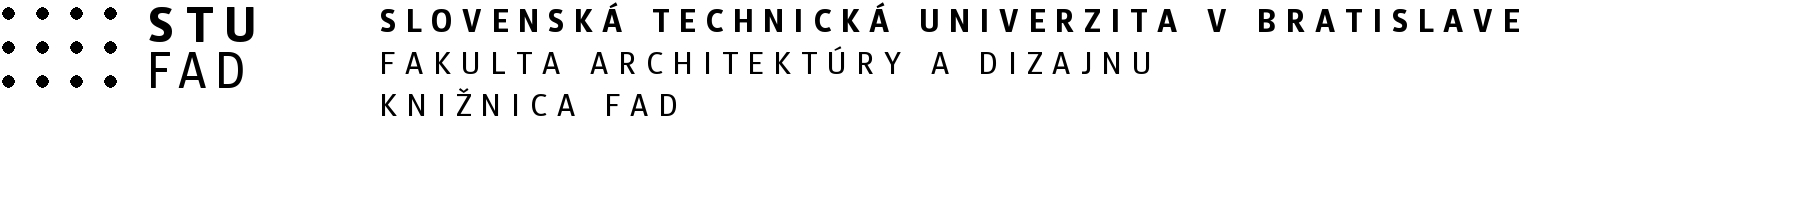 STU
FAD
SLOVENSKÁ TECHNICKÁ UNIVERZITA V BRATISLAVE
FAKULTA ARCHITEKTÚRY A DIZAJNU
KNIŽNICA FAD